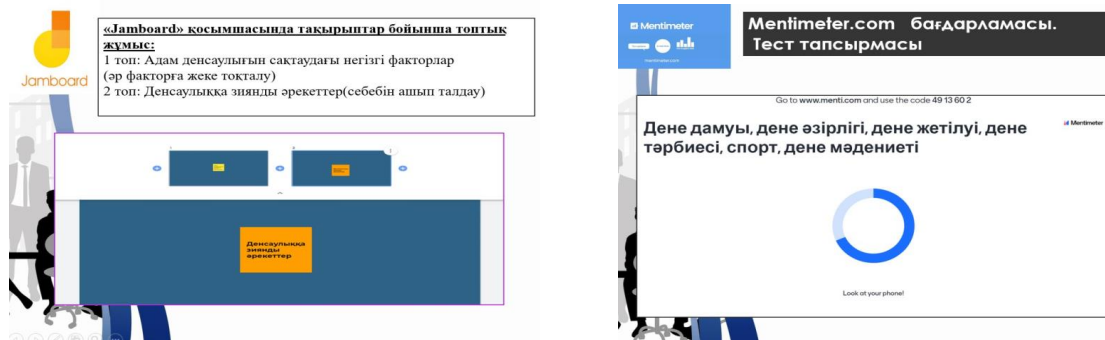 Jamboard
«Jamboard» қосымшасында тақырыптар бойынша топтық
жұмыс:
1 топ: Адам денсаулығын сақтаудағы негізгі факторлар
(әр факторға жеке тоқталу)
2 топ: Денсаулыққа зиянды әрекеттер(себебін ашып талдау)
Денсаулыққа
зиянды
әрекеттер
Mentimeter
Mentimeter.com бағдарламасы.
Тест тапсырмасы
Go to www.menti.com and use the code 49 13 60 2
Mentimeter
Дене дамуы, дене әзірлігі, дене жетілуі, дене
тәрбиесі, спорт, дене мәдениеті
Look at your phone!